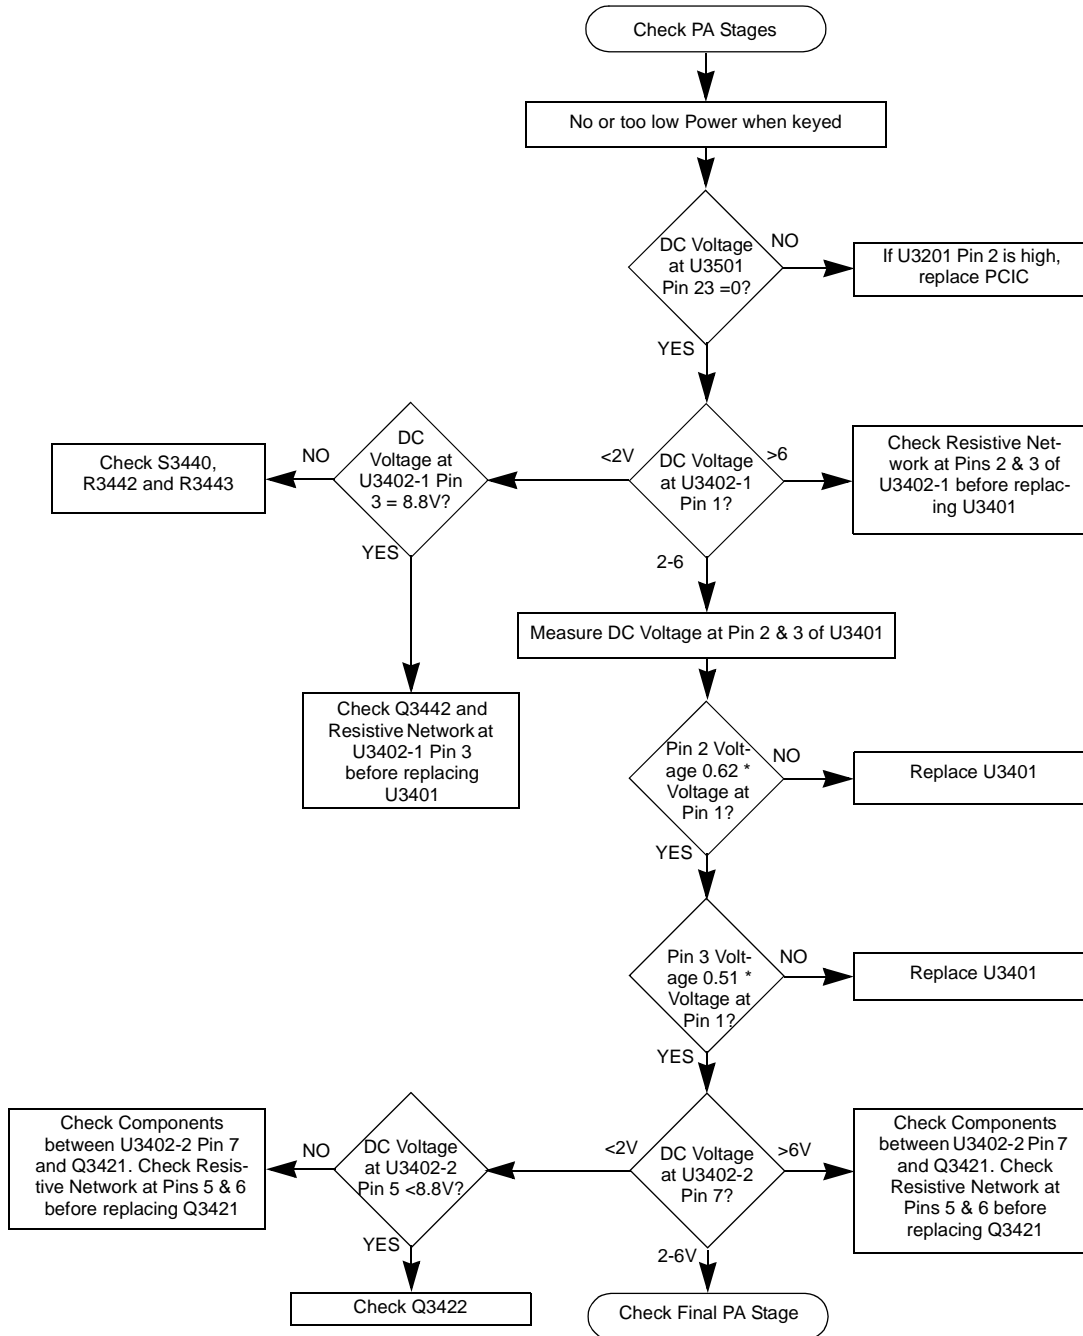 Check PA Stages
No or too low Power when keyed
DC Voltage
at U3501
Pin 23 =0?
NO
If U3201 Pin 2 is high,
replace PCIC
YES
DC
Voltage at
U3402-1 Pin
3 = 8.8V?
NO
Check S3440,
R3442 and R3443
<2V
DC Voltage
at U3402-1
Pin 1?
>6
Check Resistive Net-
work at Pins 2 & 3 of
U3402-1 before replac-
ing U3401
YES
2-6
Measure DC Voltage at Pin 2 & 3 of U3401
Check Q3442 and
Resistive Network at
U3402-1 Pin 3
before replacing
U3401
Pin 2 Volt-
age 0.62 *
Voltage at
Pin 1?
NO
Replace U3401
YES
Pin 3 Volt-
age 0.51 *
Voltage at
Pin 1?
NO
Replace U3401
YES
Check Components
between U3402-2 Pin 7
and Q3421. Check Resis-
tive Network at Pins 5 & 6
before replacing Q3421
NO
DC Voltage
at U3402-2
Pin 5 <8.8V?
<2V
DC Voltage
at U3402-2
Pin 7?
>6V
Check Components
between U3402-2 Pin 7
and Q3421. Check
Resistive Network at
Pins 5 & 6 before
replacing Q3421
YES
2-6V
Check Q3422
Check Final PA Stage